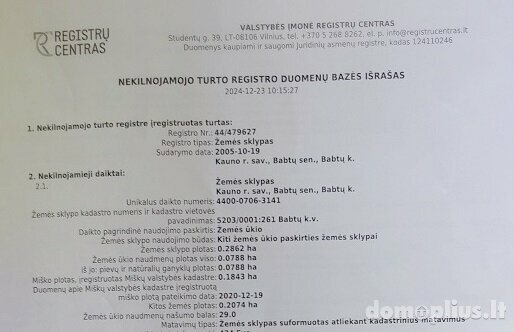 REGISTRŲ
CENTRAS
VALSTYBĖS ĮMONĖ REGISTRŲ CENTRAS
Studentų g. 39, LT-08106 Vilnius, tel. +370 5 268 8262, el. p. info@registrucentras.lt
Duomenys kaupiami ir saugomi Juridinių asmenų registre, kodas 124110246
NEKILNOJAMOJO TURTO REGISTRO DUOMENŲ BAZĖS IŠRAŠAS
2024-12-23 10:15:27
1. Nekilnojamojo turto registre įregistruotas turtas:
Registro Nr.: 44/479627
Registro tipas: Žemės sklypas
Sudarymo data: 2005-10-19
Kauno r. sav., Babtų sen., Babtų k.
2. Nekilnojamieji daiktai:
2.1. Žemės sklypas
Kauno r. sav., Babtų sen., Babtų k.
Unikalus daikto numeris: 4400-0706-3141
Žemės sklypo kadastro numeris ir kadastro vietovės
pavadinimas: 5203/0001:261 Babtų k.v.
Daikto pagrindinė naudojimo paskirtis: Žemės ūkio
Žemės sklypo naudojimo būdas: Kiti žemės ūkio paskirties žemės sklypai
Žemės sklypo plotas: 0.2862 ha
Žemės ūkio naudmenų plotas viso: 0.0788 ha
iš jo: pievų ir natūralių ganyklų plotas: 0.0788 ha
Miško plotas, įregistruotas Miškų valstybės kadastre: 0.1843 ha
Duomenų apie Miškų valstybės kadastre įregistruotą
miško plotą pateikimo data: 2020-12-19
Kitos žemės plotas: 0.2074 ha
Žemės ūkio naudmenų našumo balas: 29.0
Matavimų tipas: Žemės sklypas suformuotas atliekant kadastrinius matavimus
domoplius.lt